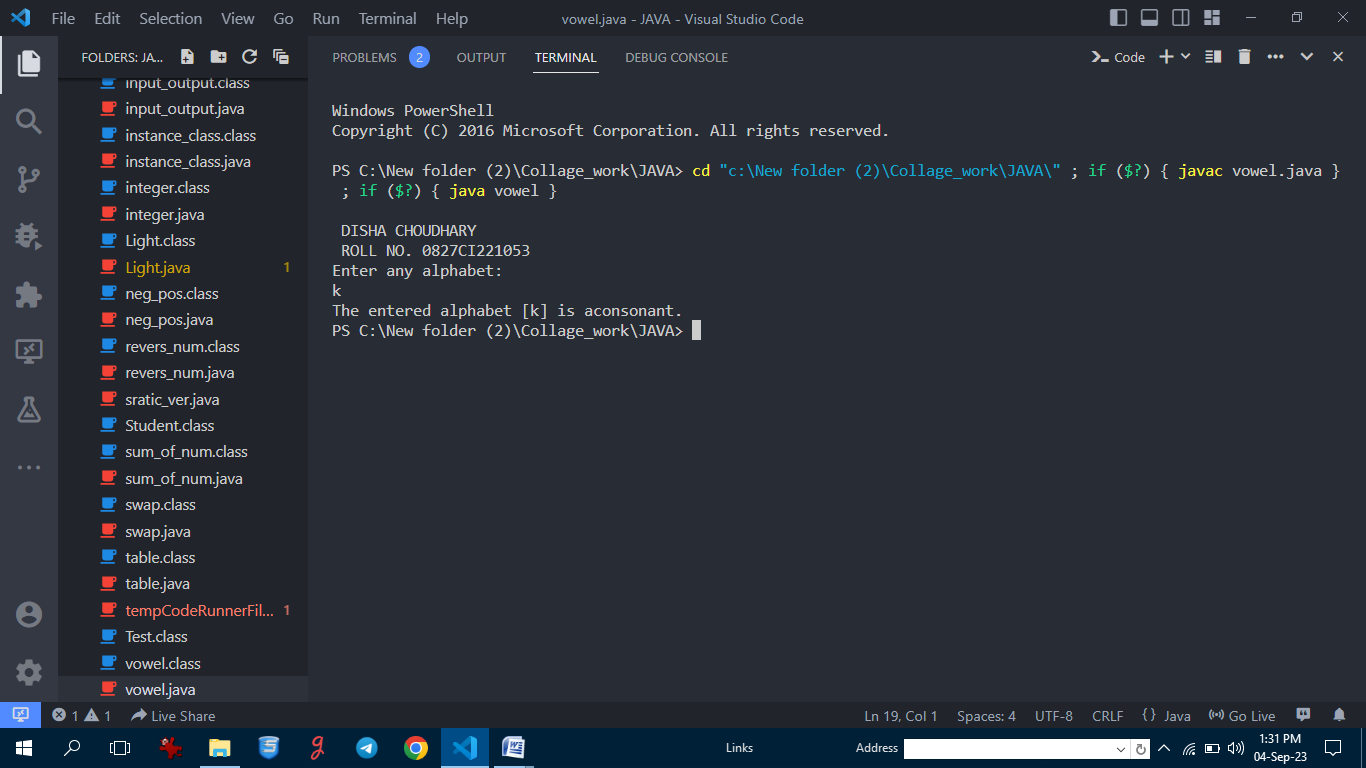 File Edit Selection View Go Run Terminal Help vowel.java - JAVA - Visual Studio Code
FOLDERS: JA...
input_output.class
input_output.java
instance_class.class
instance_class.java
integer.class
integer.java
Light.class
Light.java 1
neg_pos.class
neg_pos.java
revers_num.class
revers_num.java
sratic_ver.java
Student.class
sum_of_num.class
sum_of_num.java
swap.class
swap.java
table.class
table.java
tempCodeRunnerFil... 1
Test.class
vowel.class
vowel.java
PROBLEMS 2 OUTPUT TERMINAL DEBUG CONSOLE Code
Windows PowerShell
Copyright (C) 2016 Microsoft Corporation. All rights reserved.
PS C:\New folder (2)\Collage_work\JAVA> cd "c:\New folder (2)\Collage_work\JAVA\" ; if ($?) { javac vowel.java }
; if ($?) { java vowel }
DISHA CHOUDHARY
ROLL NO. 0827CI221053
Enter any alphabet:
k
The entered alphabet [k] is aconsonant.
PS C:\New folder (2)\Collage_work\JAVA>
1 1 Live Share Ln 19, Col 1 Spaces: 4 UTF-8 CRLF {} Java Go Live
Links Address 1:31 PM
04-Sep-23